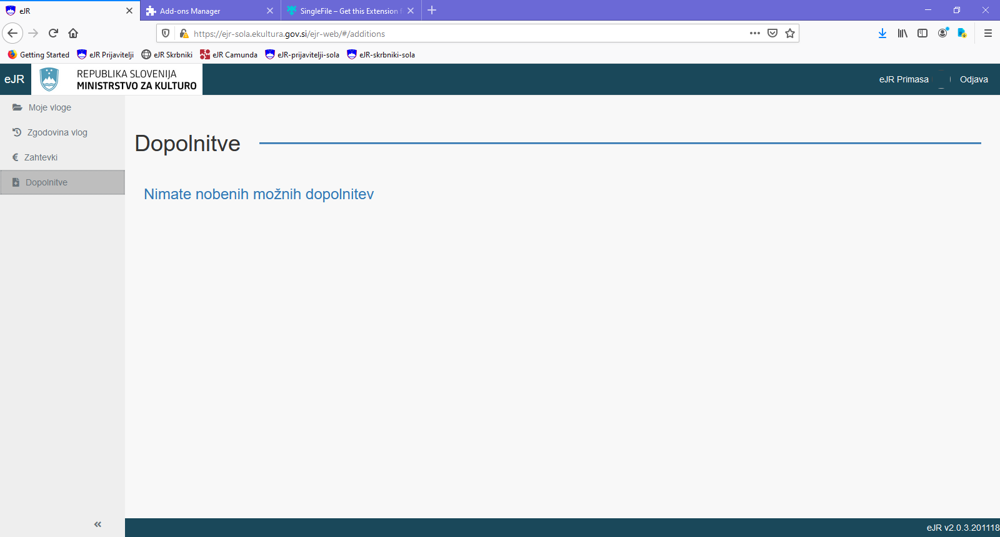 eJR
Add-ons Manager
SingleFile – Get this Extension f
https://ejr-sola.ekultura.gov.si/ejr-web/#/additions
Getting Started
eJR Prijavitelji
eJR Skrbniki
eJR Camunda
eJR-prijavitelji-sola
eJR-skrbniki-sola
eJR
REPUBLIKA SLOVENIJA
MINISTRSTVO ZA KULTURO
eJR Primasa
Odjava
Moje vloge
Zgodovina vlog
€ Zahtevki
Dopolnitve
Dopolnitve
Nimate nobenih možnih dopolnitev
«
eJR v2.0.3.201118